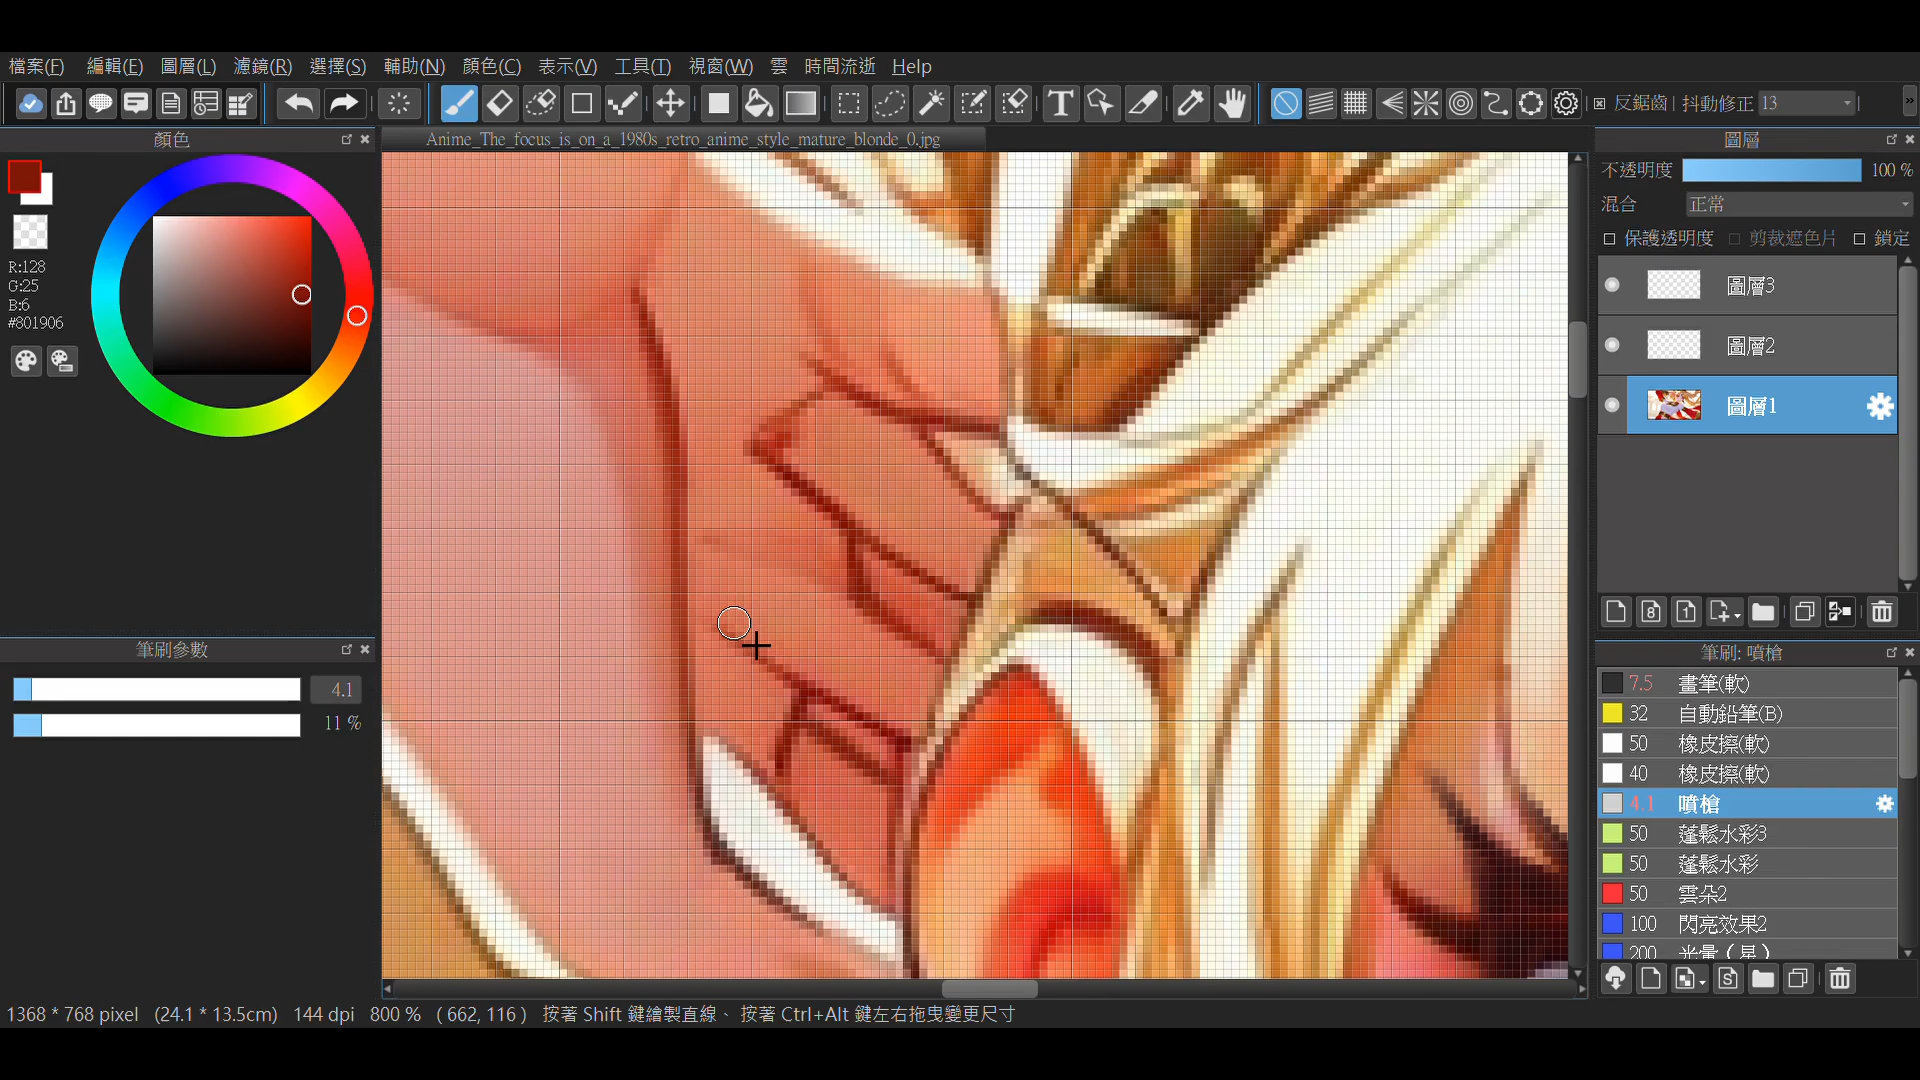 檔案(F) 編輯(E) 圖層(L) 濾鏡(R) 選擇(S) 輔助(N) 顏色(C) 表示(V) 工具(T) 視窗(W) 雲 時間流逝 Help
反鋸齒 抖動修正 13
顏色
Anime_The_focus_is_on_a_1980s_retro_anime_style_mature_blonde_0.jpg
圖層
不透明度 100 %
混合 正常
保護透明度 剪裁遮色片 鎖定
R:128
G:25
B:6
#801906
圖層3
圖層2
圖層1
8 1
筆刷參數
4.1
11 %
筆刷: 噴槍
7.5 畫筆(軟)
32 自動鉛筆(B)
50 橡皮擦(軟)
40 橡皮擦(軟)
4.1 噴槍
50 蓬鬆水彩3
50 蓬鬆水彩
50 雲朵2
100 閃亮效果2
200 光暈 ( 星 )
1368 * 768 pixel (24.1 * 13.5cm) 144 dpi 800 % ( 662, 116 ) 按著 Shift 鍵繪製直線、按著 Ctrl+Alt 鍵左右拖曳變更尺寸